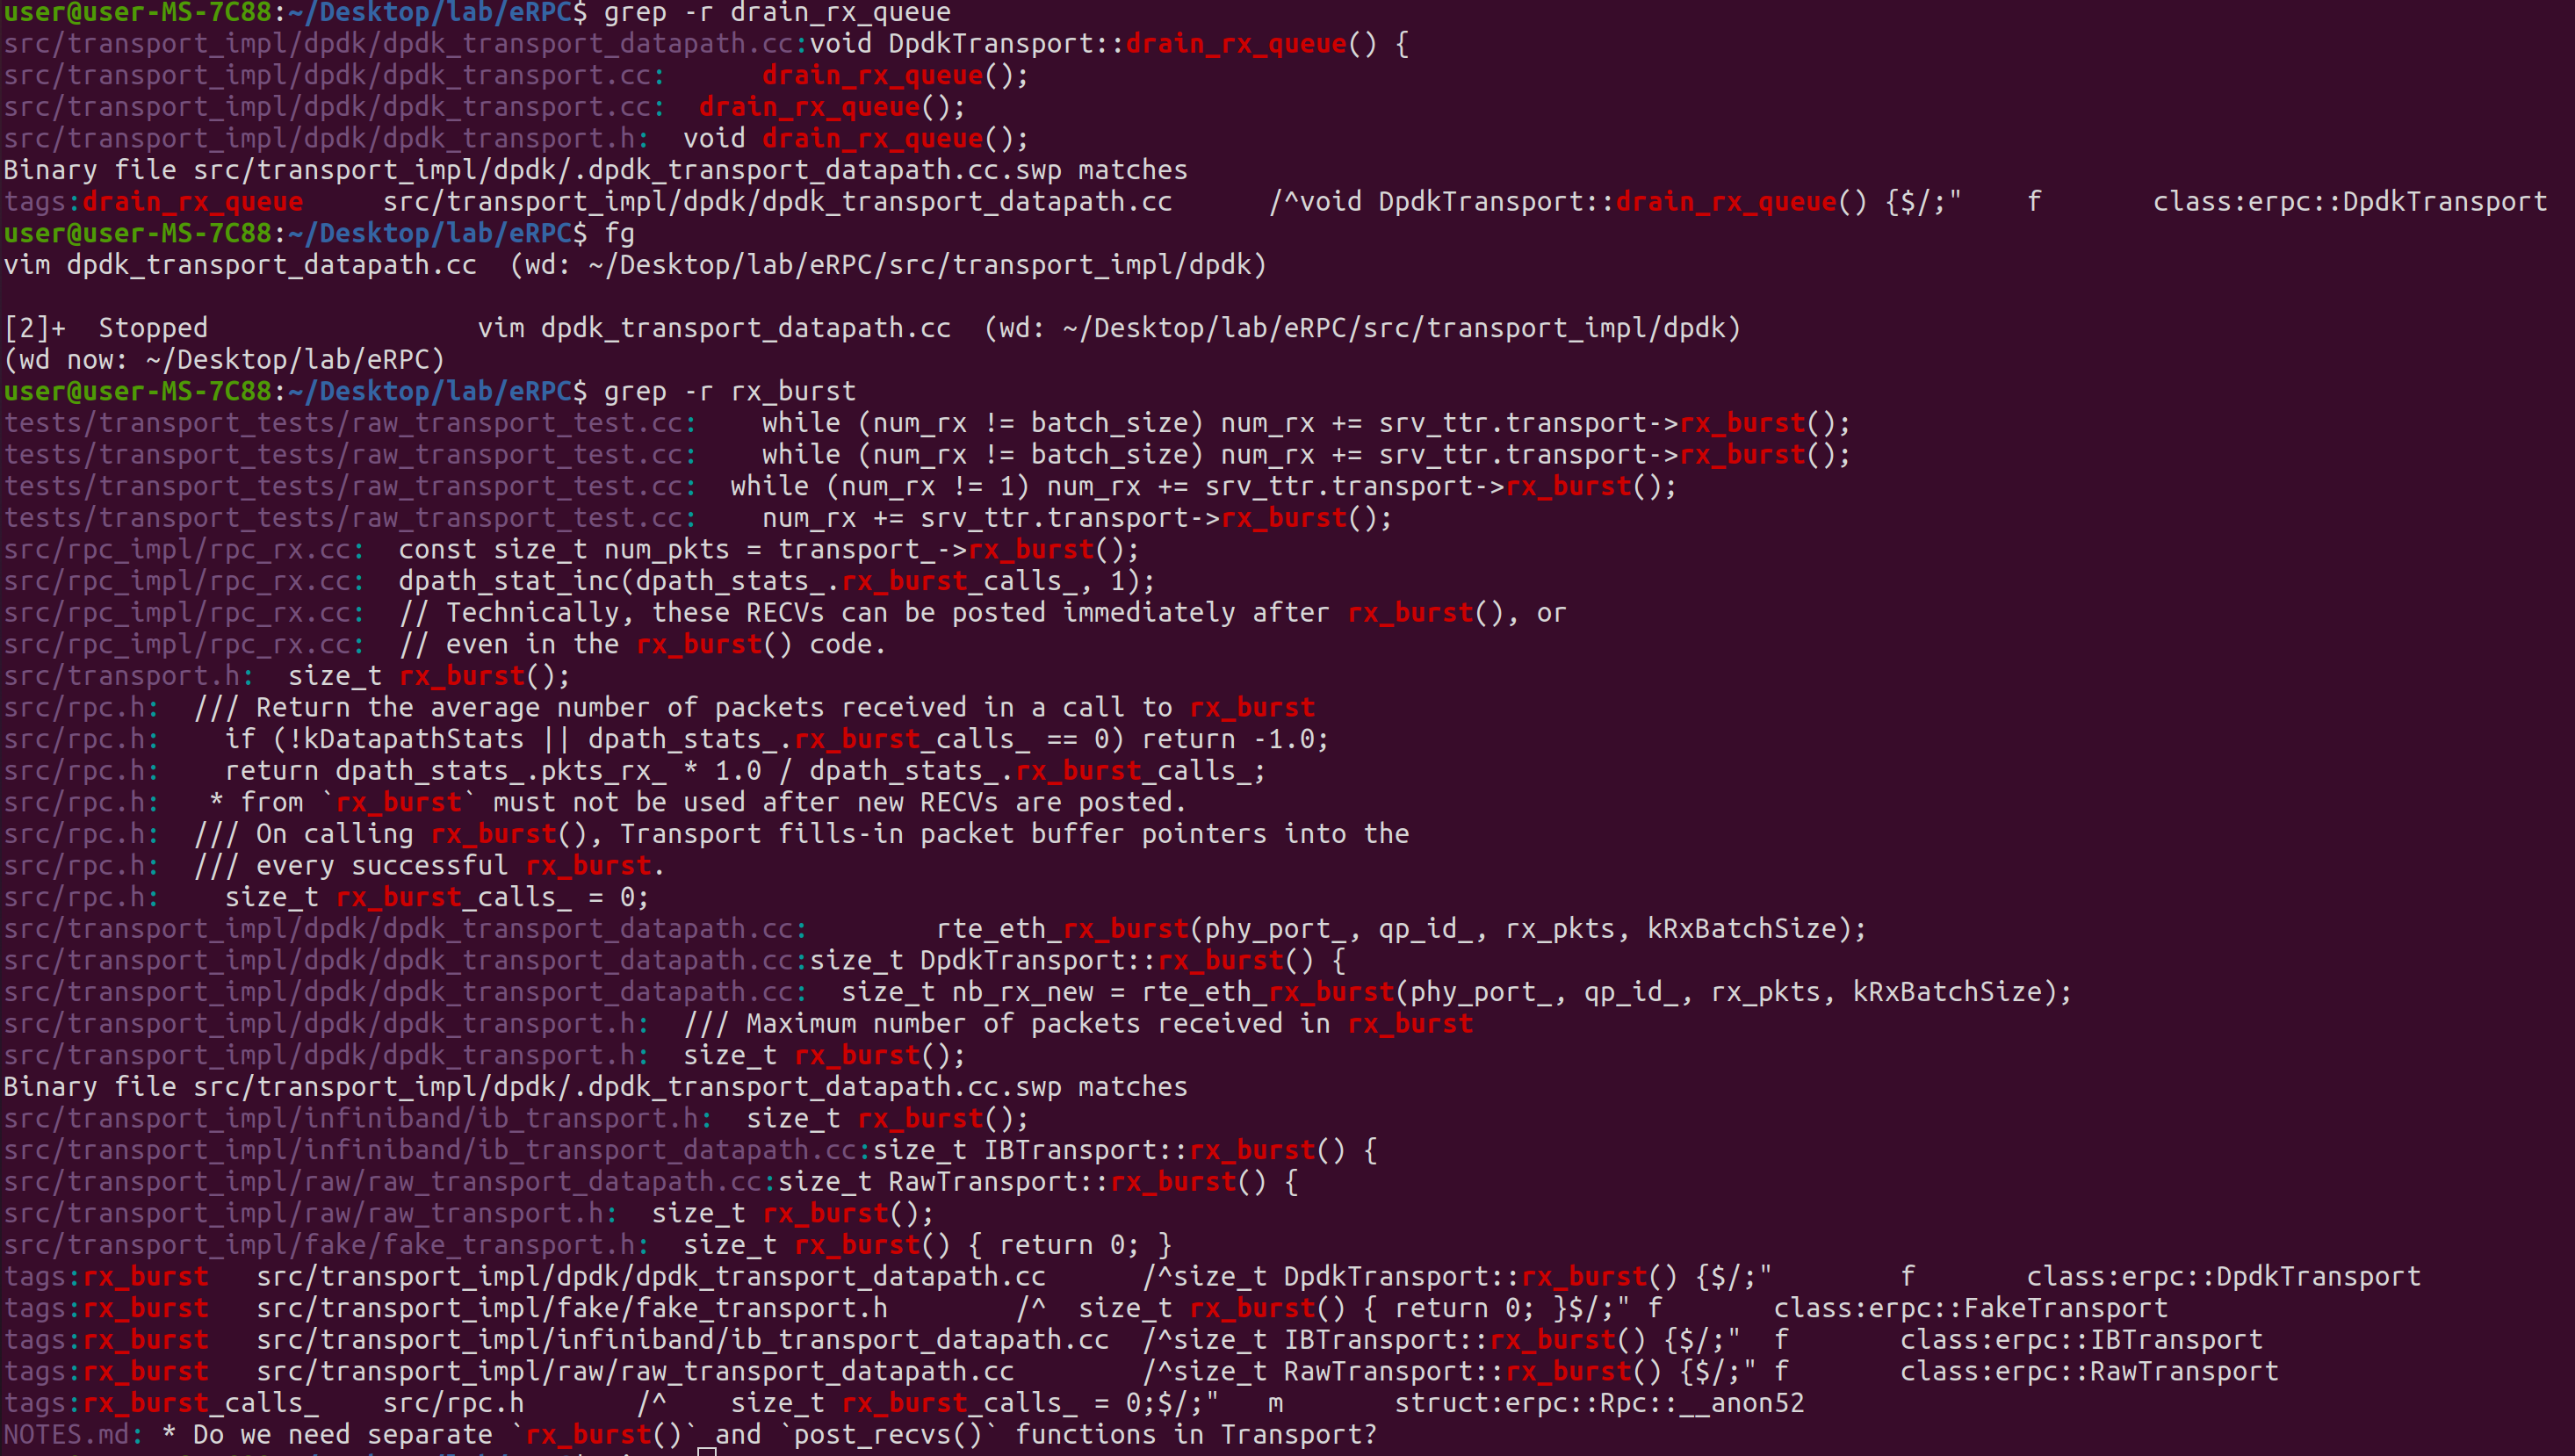 user@user-MS-7C88:~/Desktop/lab/eRPC$ grep -r drain_rx_queue
src/transport_impl/dpdk/dpdk_transport_datapath.cc:void DpdkTransport::drain_rx_queue() {
src/transport_impl/dpdk/dpdk_transport.cc:      drain_rx_queue();
src/transport_impl/dpdk/dpdk_transport.cc:  drain_rx_queue();
src/transport_impl/dpdk/dpdk_transport.h:  void drain_rx_queue();
Binary file src/transport_impl/dpdk/.dpdk_transport_datapath.cc.swp matches
tags:drain_rx_queue     src/transport_impl/dpdk/dpdk_transport_datapath.cc      /^void DpdkTransport::drain_rx_queue() {$/;"    f       class:erpc::DpdkTransport
user@user-MS-7C88:~/Desktop/lab/eRPC$ fg
vim dpdk_transport_datapath.cc  (wd: ~/Desktop/lab/eRPC/src/transport_impl/dpdk)
[2]+  Stopped                 vim dpdk_transport_datapath.cc  (wd: ~/Desktop/lab/eRPC/src/transport_impl/dpdk)
(wd now: ~/Desktop/lab/eRPC)
user@user-MS-7C88:~/Desktop/lab/eRPC$ grep -r rx_burst
tests/transport_tests/raw_transport_test.cc:    while (num_rx != batch_size) num_rx += srv_ttr.transport->rx_burst();
tests/transport_tests/raw_transport_test.cc:    while (num_rx != batch_size) num_rx += srv_ttr.transport->rx_burst();
tests/transport_tests/raw_transport_test.cc:  while (num_rx != 1) num_rx += srv_ttr.transport->rx_burst();
tests/transport_tests/raw_transport_test.cc:    num_rx += srv_ttr.transport->rx_burst();
src/rpc_impl/rpc_rx.cc:  const size_t num_pkts = transport_->rx_burst();
src/rpc_impl/rpc_rx.cc:  dpath_stat_inc(dpath_stats_.rx_burst_calls_, 1);
src/rpc_impl/rpc_rx.cc:  // Technically, these RECVs can be posted immediately after rx_burst(), or
src/rpc_impl/rpc_rx.cc:  // even in the rx_burst() code.
src/transport.h:  size_t rx_burst();
src/rpc.h:  /// Return the average number of packets received in a call to rx_burst
src/rpc.h:    if (!kDatapathStats || dpath_stats_.rx_burst_calls_ == 0) return -1.0;
src/rpc.h:    return dpath_stats_.pkts_rx_ * 1.0 / dpath_stats_.rx_burst_calls_;
src/rpc.h:   * from `rx_burst` must not be used after new RECVs are posted.
src/rpc.h:  /// On calling rx_burst(), Transport fills-in packet buffer pointers into the
src/rpc.h:  /// every successful rx_burst.
src/rpc.h:    size_t rx_burst_calls_ = 0;
src/transport_impl/dpdk/dpdk_transport_datapath.cc:        rte_eth_rx_burst(phy_port_, qp_id_, rx_pkts, kRxBatchSize);
src/transport_impl/dpdk/dpdk_transport_datapath.cc:size_t DpdkTransport::rx_burst() {
src/transport_impl/dpdk/dpdk_transport_datapath.cc:  size_t nb_rx_new = rte_eth_rx_burst(phy_port_, qp_id_, rx_pkts, kRxBatchSize);
src/transport_impl/dpdk/dpdk_transport.h:  /// Maximum number of packets received in rx_burst
src/transport_impl/dpdk/dpdk_transport.h:  size_t rx_burst();
Binary file src/transport_impl/dpdk/.dpdk_transport_datapath.cc.swp matches
src/transport_impl/infiniband/ib_transport.h:  size_t rx_burst();
src/transport_impl/infiniband/ib_transport_datapath.cc:size_t IBTransport::rx_burst() {
src/transport_impl/raw/raw_transport_datapath.cc:size_t RawTransport::rx_burst() {
src/transport_impl/raw/raw_transport.h:  size_t rx_burst();
src/transport_impl/fake/fake_transport.h:  size_t rx_burst() { return 0; }
tags:rx_burst   src/transport_impl/dpdk/dpdk_transport_datapath.cc      /^size_t DpdkTransport::rx_burst() {$/;"        f       class:erpc::DpdkTransport
tags:rx_burst   src/transport_impl/fake/fake_transport.h        /^  size_t rx_burst() { return 0; }$/;" f       class:erpc::FakeTransport
tags:rx_burst   src/transport_impl/infiniband/ib_transport_datapath.cc  /^size_t IBTransport::rx_burst() {$/;"  f       class:erpc::IBTransport
tags:rx_burst   src/transport_impl/raw/raw_transport_datapath.cc        /^size_t RawTransport::rx_burst() {$/;" f       class:erpc::RawTransport
tags:rx_burst_calls_    src/rpc.h       /^    size_t rx_burst_calls_ = 0;$/;"   m       struct:erpc::Rpc::__anon52
NOTES.md: * Do we need separate `rx_burst()` and `post_recvs()` functions in Transport?